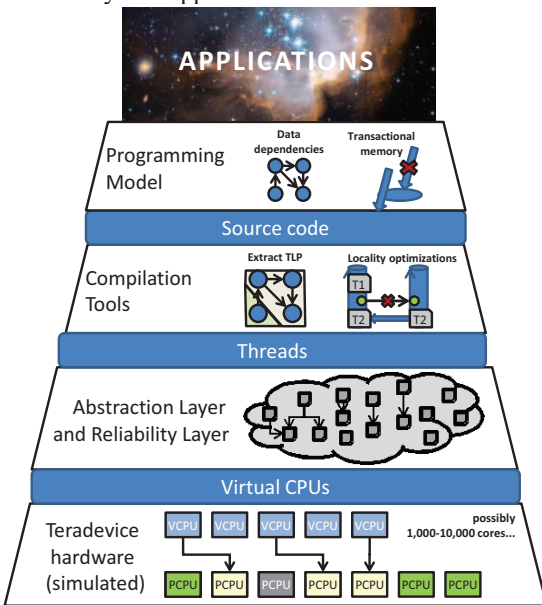 APPLICATIONS
Programming
Model
Data
dependencies
Transactional
memory
Source code
Compilation
Tools
Extract TLP
Locality optimizations
T1
T2
T2
Threads
Abstraction Layer
and Reliability Layer
Virtual CPUs
Teradevice
hardware
(simulated)
VCPU VCPU VCPU VCPU VCPU
possibly
1,000-10,000 cores...
PCPU PCPU PCPU PCPU PCPU PCPU PCPU